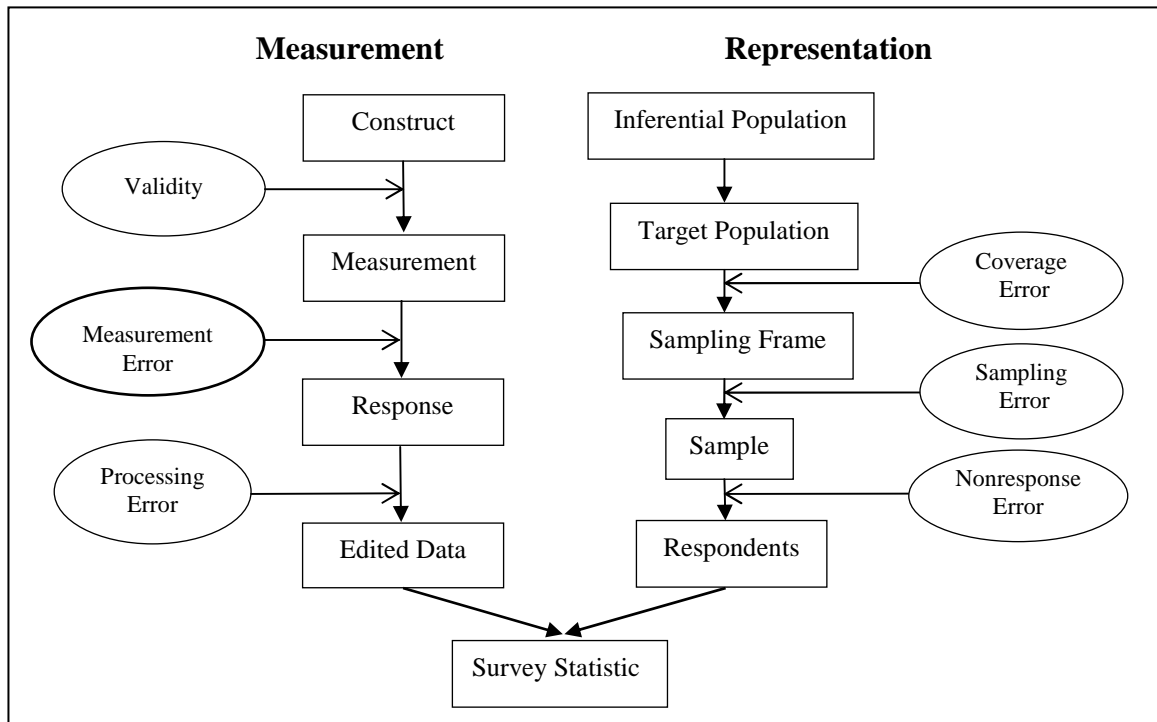 Measurement
Representation
Construct
Inferential Population
Validity
Target Population
Measurement
Coverage
Error
Measurement
Error
Sampling Frame
Sampling
Error
Response
Sample
Processing
Error
Nonresponse
Error
Edited Data
Respondents
Survey Statistic